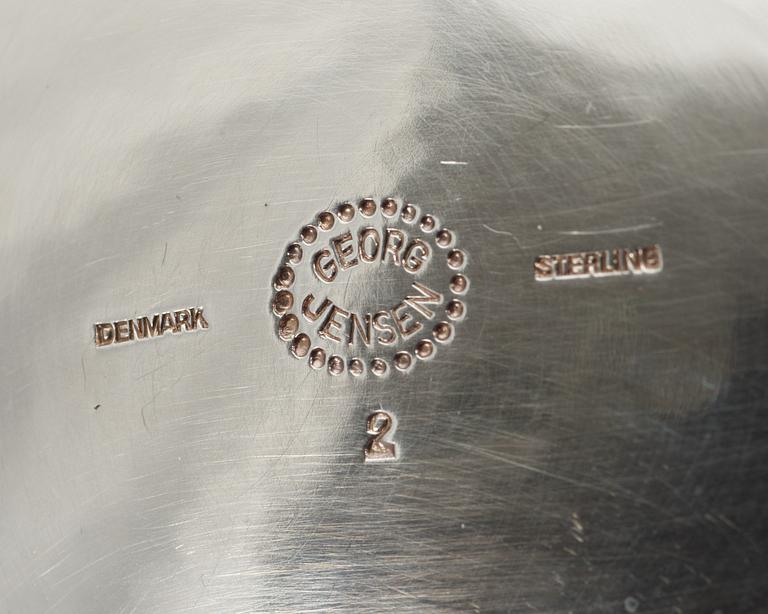 GEORG
JENSEN
DENMARK
STERLING
2